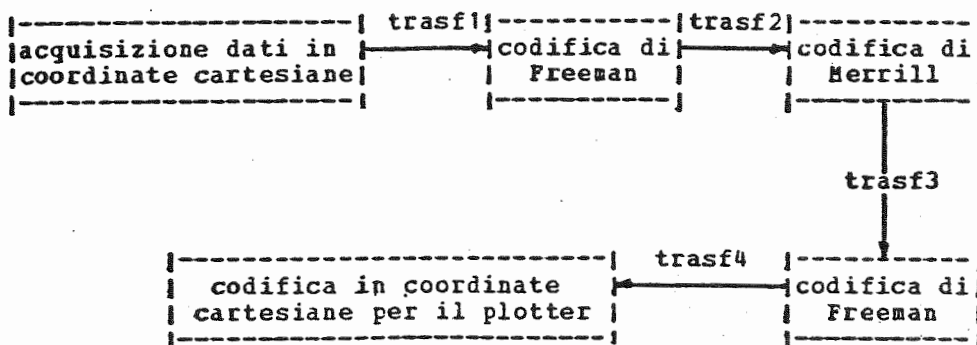 trasf1
trasf2
acquisizione dati in
coordinate cartesiane
codifica di
Freeman
codifica di
Merrill
trasf3
trasf4
codifica in coordinate
cartesiane per il plotter
codifica di
Freeman